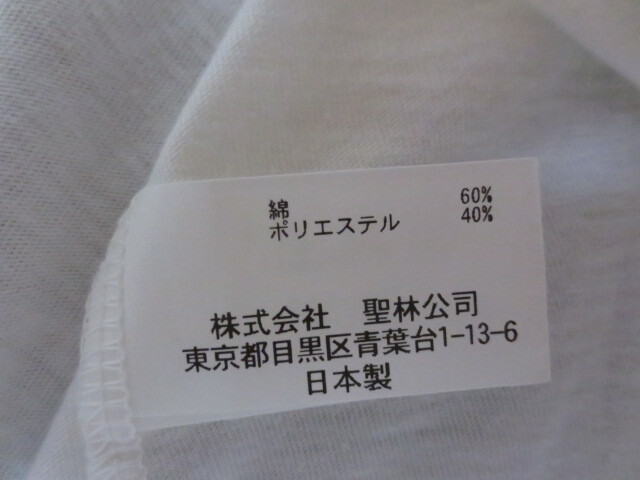 綿 60%
ポリエステル 40%
株式会社 聖林公司
東京都目黒区青葉台1-13-6
日本製